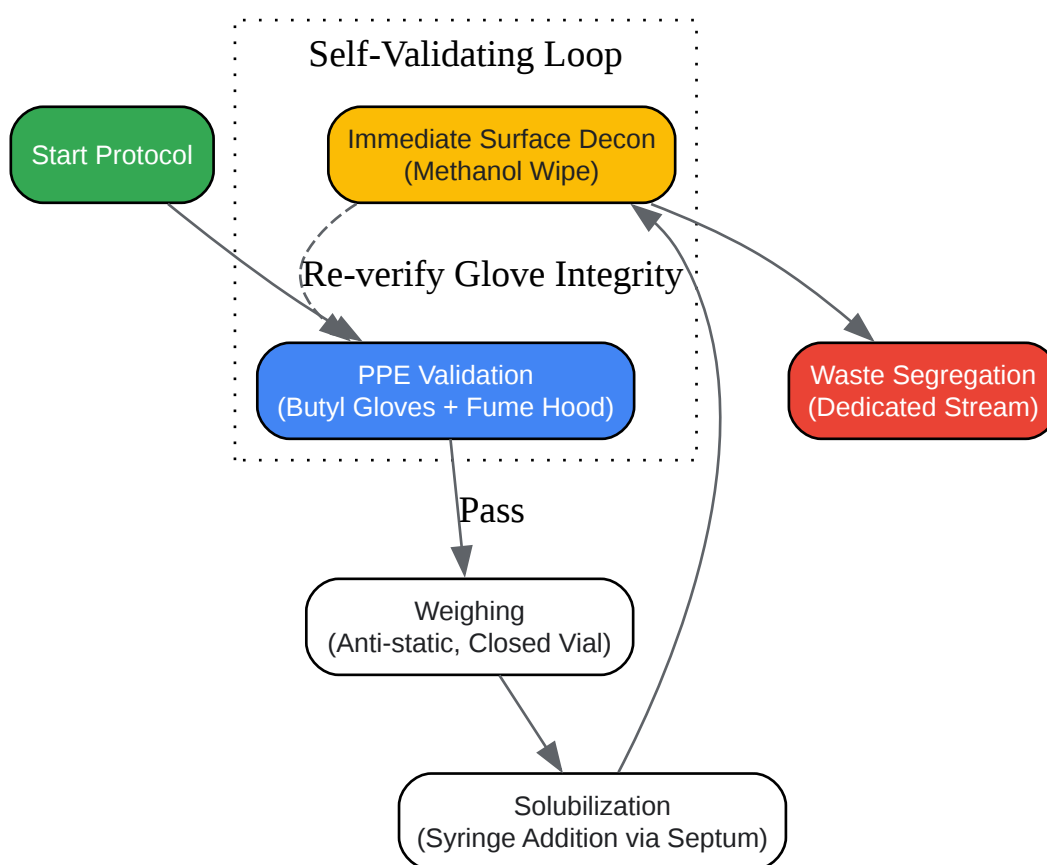 Self-Validating Loop
Start Protocol
Immediate Surface Decon
(Methanol Wipe)
Re-verify Glove Integrity
PPE Validation
(Butyl Gloves + Fume Hood)
Waste Segregation
(Dedicated Stream)
Pass
Weighing
(Anti-static, Closed Vial)
Solubilization
(Syringe Addition via Septum)